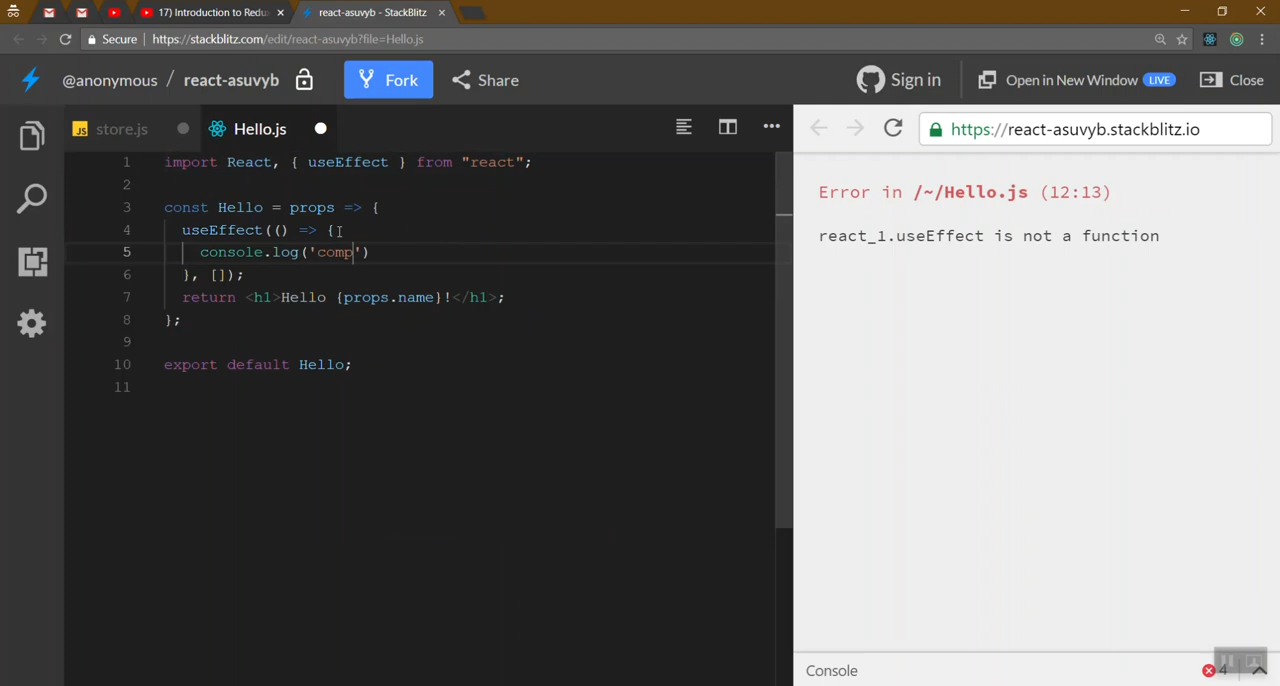 17) Introduction to Redu
react-asuvyb - StackBlitz
Secure https://stackblitz.com/edit/react-asuvyb?file=Hello.js
@anonymous / react-asuvyb Fork Share Sign in Open in New Window LIVE Close
JS store.js Hello.js
https://react-asuvyb.stackblitz.io
1 import React, { useEffect } from "react";
2
3 const Hello = props => {
4 useEffect(() => {
5 console.log('comp')
6 }, []);
7 return <h1>Hello {props.name}!</h1>;
8 };
9
10 export default Hello;
11
Error in /~/Hello.js (12:13)
react_1.useEffect is not a function
Console 4